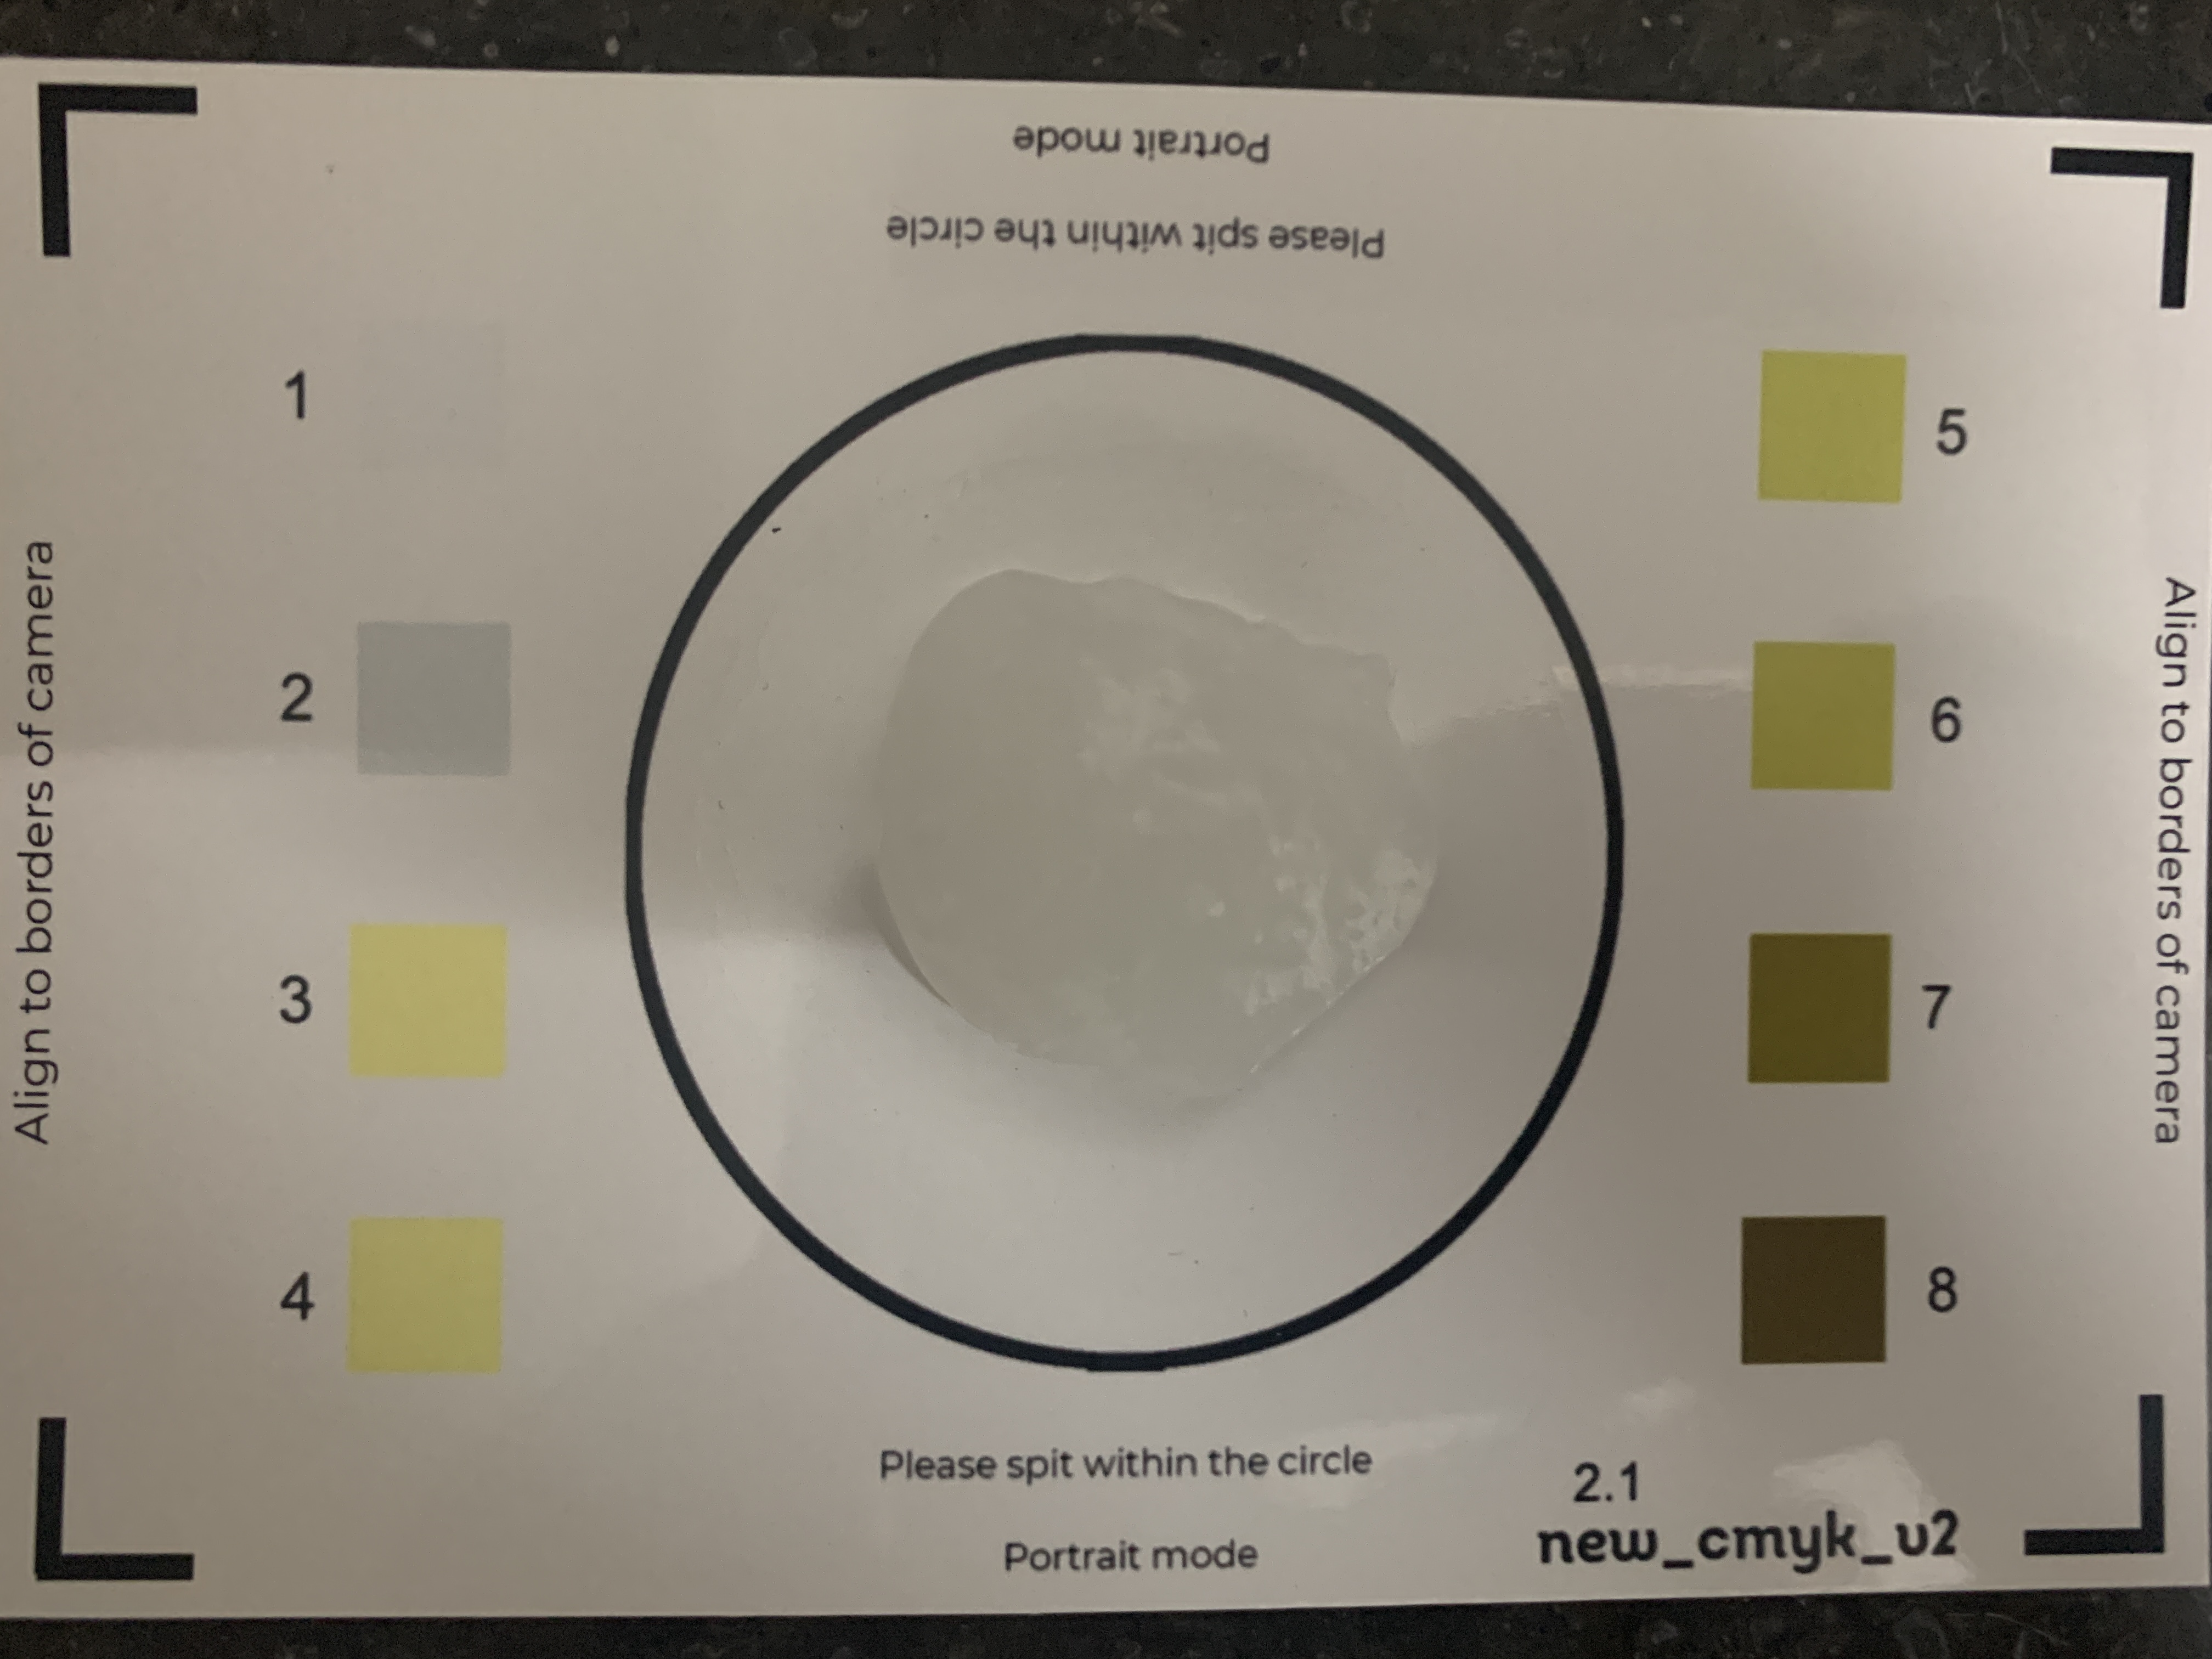 Align to borders of camera
1
2
3
4
Please spit within the circle
Portrait mode
Please spit within the circle
Portrait mode
2.1
new_cmyk_v2
5
6
7
8
Align to borders of camera